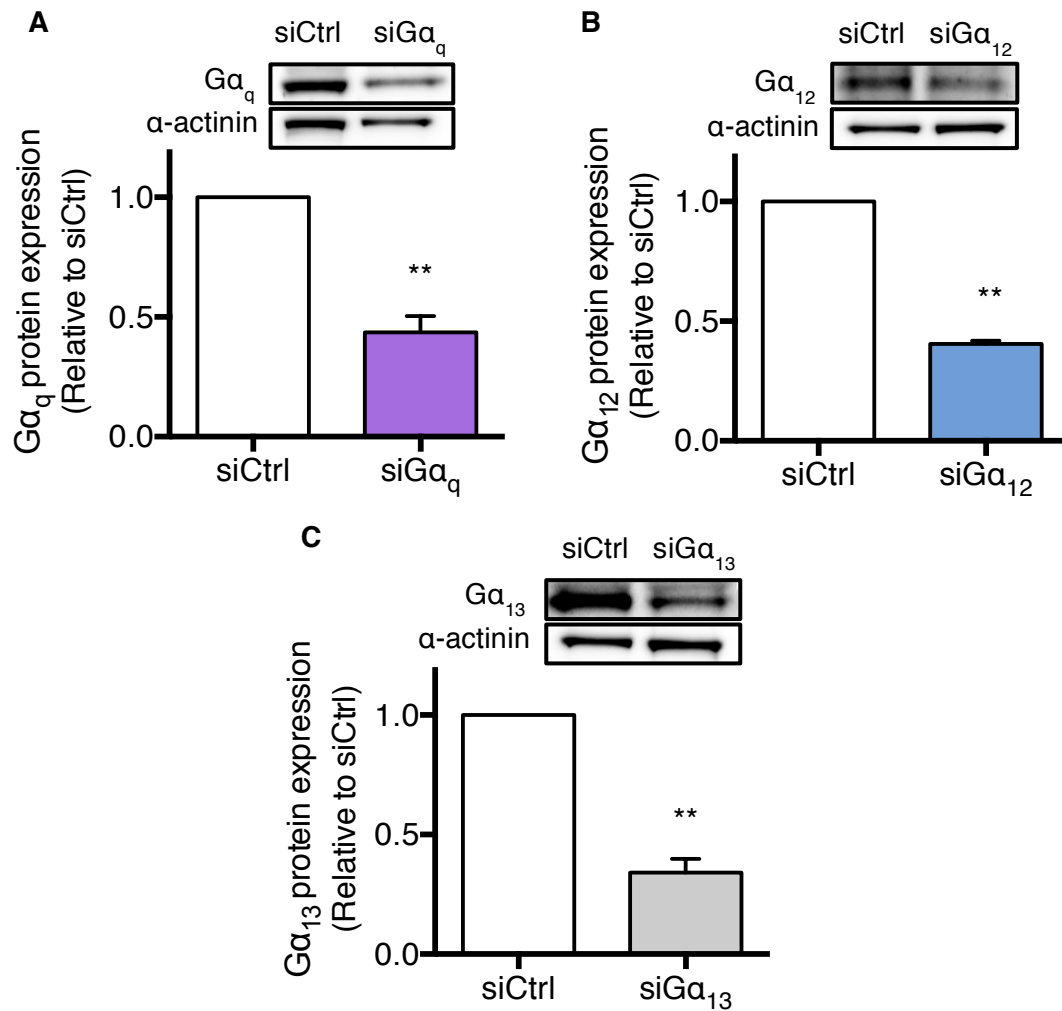 A
siCtrl siGαq
Gαq
α-actinin
Gαq protein expression
(Relative to siCtrl)
1.0
0.5
0.0
**
siCtrl siGαq
B
siCtrl siGα12
Gα12
α-actinin
Gα12 protein expression
(Relative to siCtrl)
1.0
0.5
0.0
**
siCtrl siGα12
C
siCtrl siGα13
Gα13
α-actinin
Gα13 protein expression
(Relative to siCtrl)
1.0
0.5
0.0
**
siCtrl siGα13